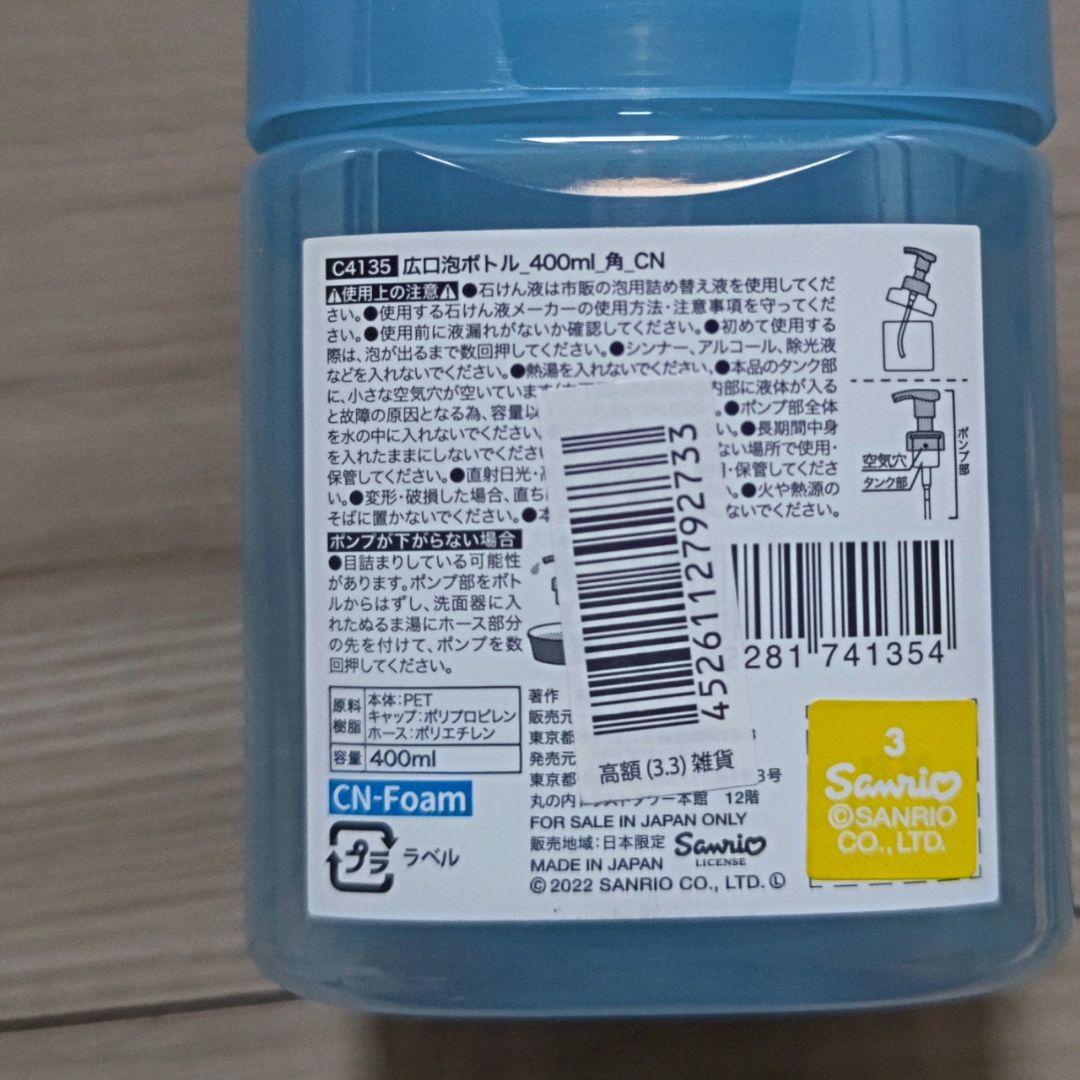 C4135 広口泡ボトル_400ml_角_CN
使用上の注意 ●石けん液は市販の泡用詰め替え液を使用してくだ
さい。●使用する石けん液メーカーの使用方法・注意事項を守ってくだ
さい。●使用前に液漏れがないか確認してください。●初めて使用する
際は、泡が出るまで数回押してください。●シンナー、アルコール、除光液
などを入れないでください。●熱湯を入れないでください。●本品のタンク部
に、小さな空気穴が空いています 内部に液体が入る
と故障の原因となる為、容量以 い。●ポンプ部全体
を水の中に入れないでください。 い。●長期間中身
を入れたままにしないでください ない場所で使用・
保管してください。●直射日光・ ・保管してくださ
い。●変形・破損した場合、直ち い。●火や熱源の
そばに置かないでください。● ないでください。
空気穴
タンク部
ポンプ部
ポンプが下がらない場合
●目詰まりしている可能性
があります。ポンプ部をボト
ルからはずし、洗面器に入
れたぬるま湯にホース部分
の先を付けて、ポンプを数
回押してください。
4526112792733
高額 (3.3) 雑貨
281 741354
原料樹脂
本体：PET
キャップ：ポリプロピレン
ホース：ポリエチレン
容量 400ml
CN-Foam
プラ ラベル
著作
販売元
東京都
発売元
東京都 3号
丸の内 本館 12階
FOR SALE IN JAPAN ONLY
販売地域：日本限定 Sanrio LICENSE
MADE IN JAPAN
© 2022 SANRIO CO., LTD. Ⓛ
3
Sanrio
©SANRIO
CO., LTD.